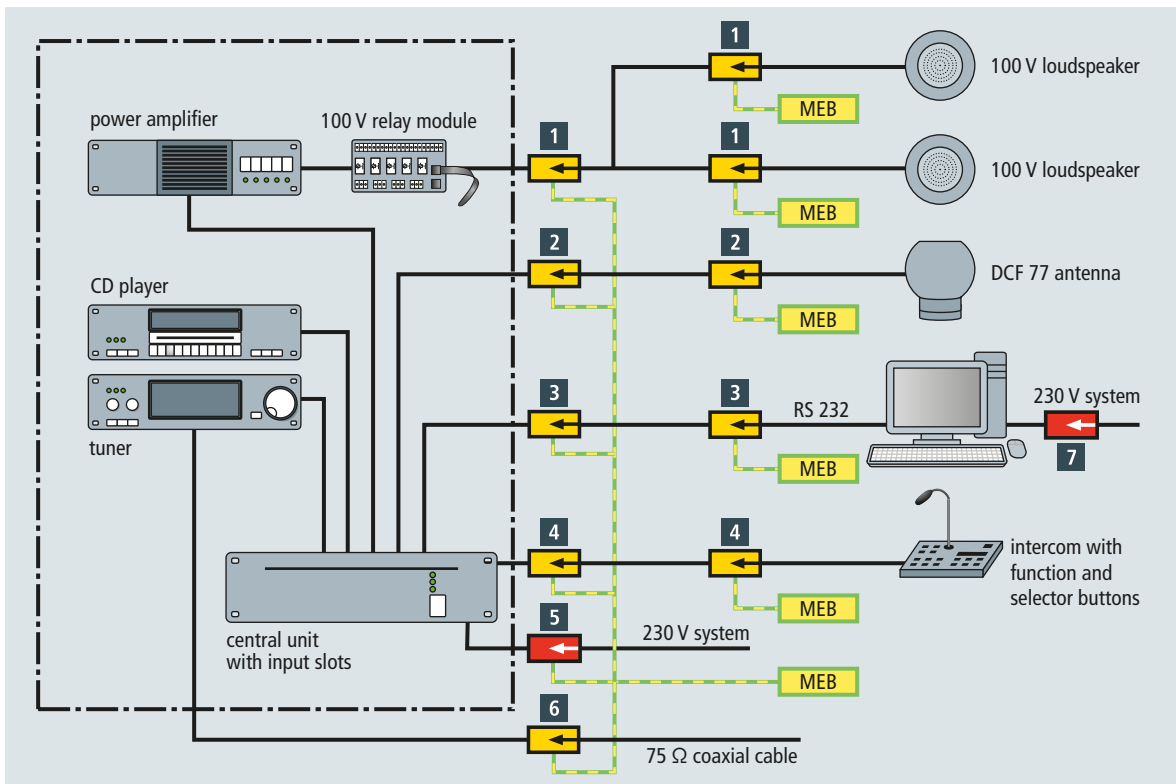 1
100 V loudspeaker
MEB
power amplifier
100 V relay module
1
1
100 V loudspeaker
MEB
2
2
DCF 77 antenna
MEB
CD player
tuner
3
3
RS 232
230 V system
7
MEB
4
4
intercom with
function and
selector buttons
MEB
central unit
with input slots
5
230 V system
MEB
6
75 Ω coaxial cable